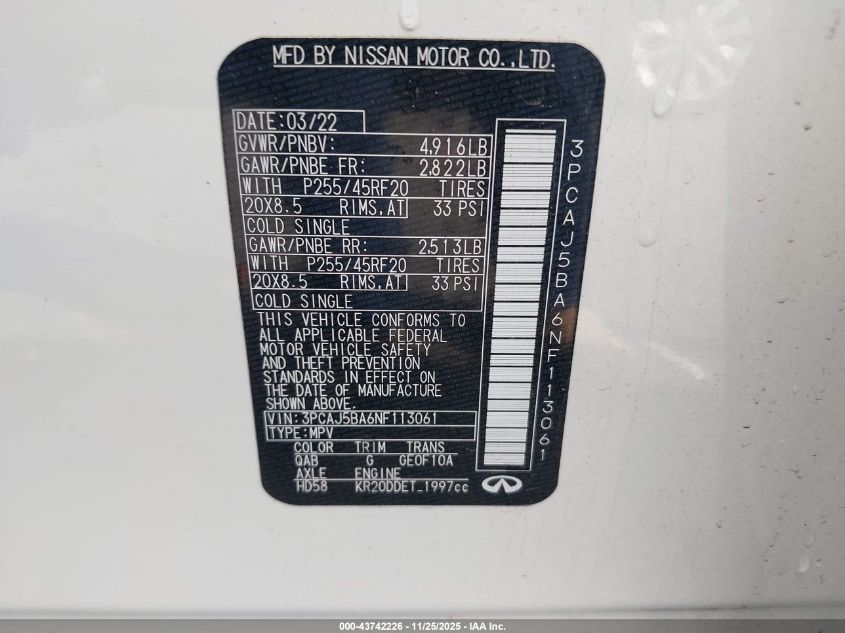 MFD BY NISSAN MOTOR CO.,LTD.
DATE:03/22
GVWR/PNBV: 4,916LB
GAWR/PNBE FR: 2,822LB
WITH P255/45RF20 TIRES
20X8.5 RIMS,AT 33 PSI
COLD SINGLE
GAWR/PNBE RR: 2,513LB
WITH P255/45RF20 TIRES
20X8.5 RIMS,AT 33 PSI
COLD SINGLE
THIS VEHICLE CONFORMS TO
ALL APPLICABLE FEDERAL
MOTOR VEHICLE SAFETY
AND THEFT PREVENTION
STANDARDS IN EFFECT ON
THE DATE OF MANUFACTURE
SHOWN ABOVE.
VIN:3PCAJ5BA6NF113061
TYPE:MPV
COLOR TRIM TRANS
QAB G GE0F10A
AXLE ENGINE
HD58 KR20DDET_1997cc
3PCAJ5BA6NF113061
000-43742226 - 11/25/2025 - IAA Inc.